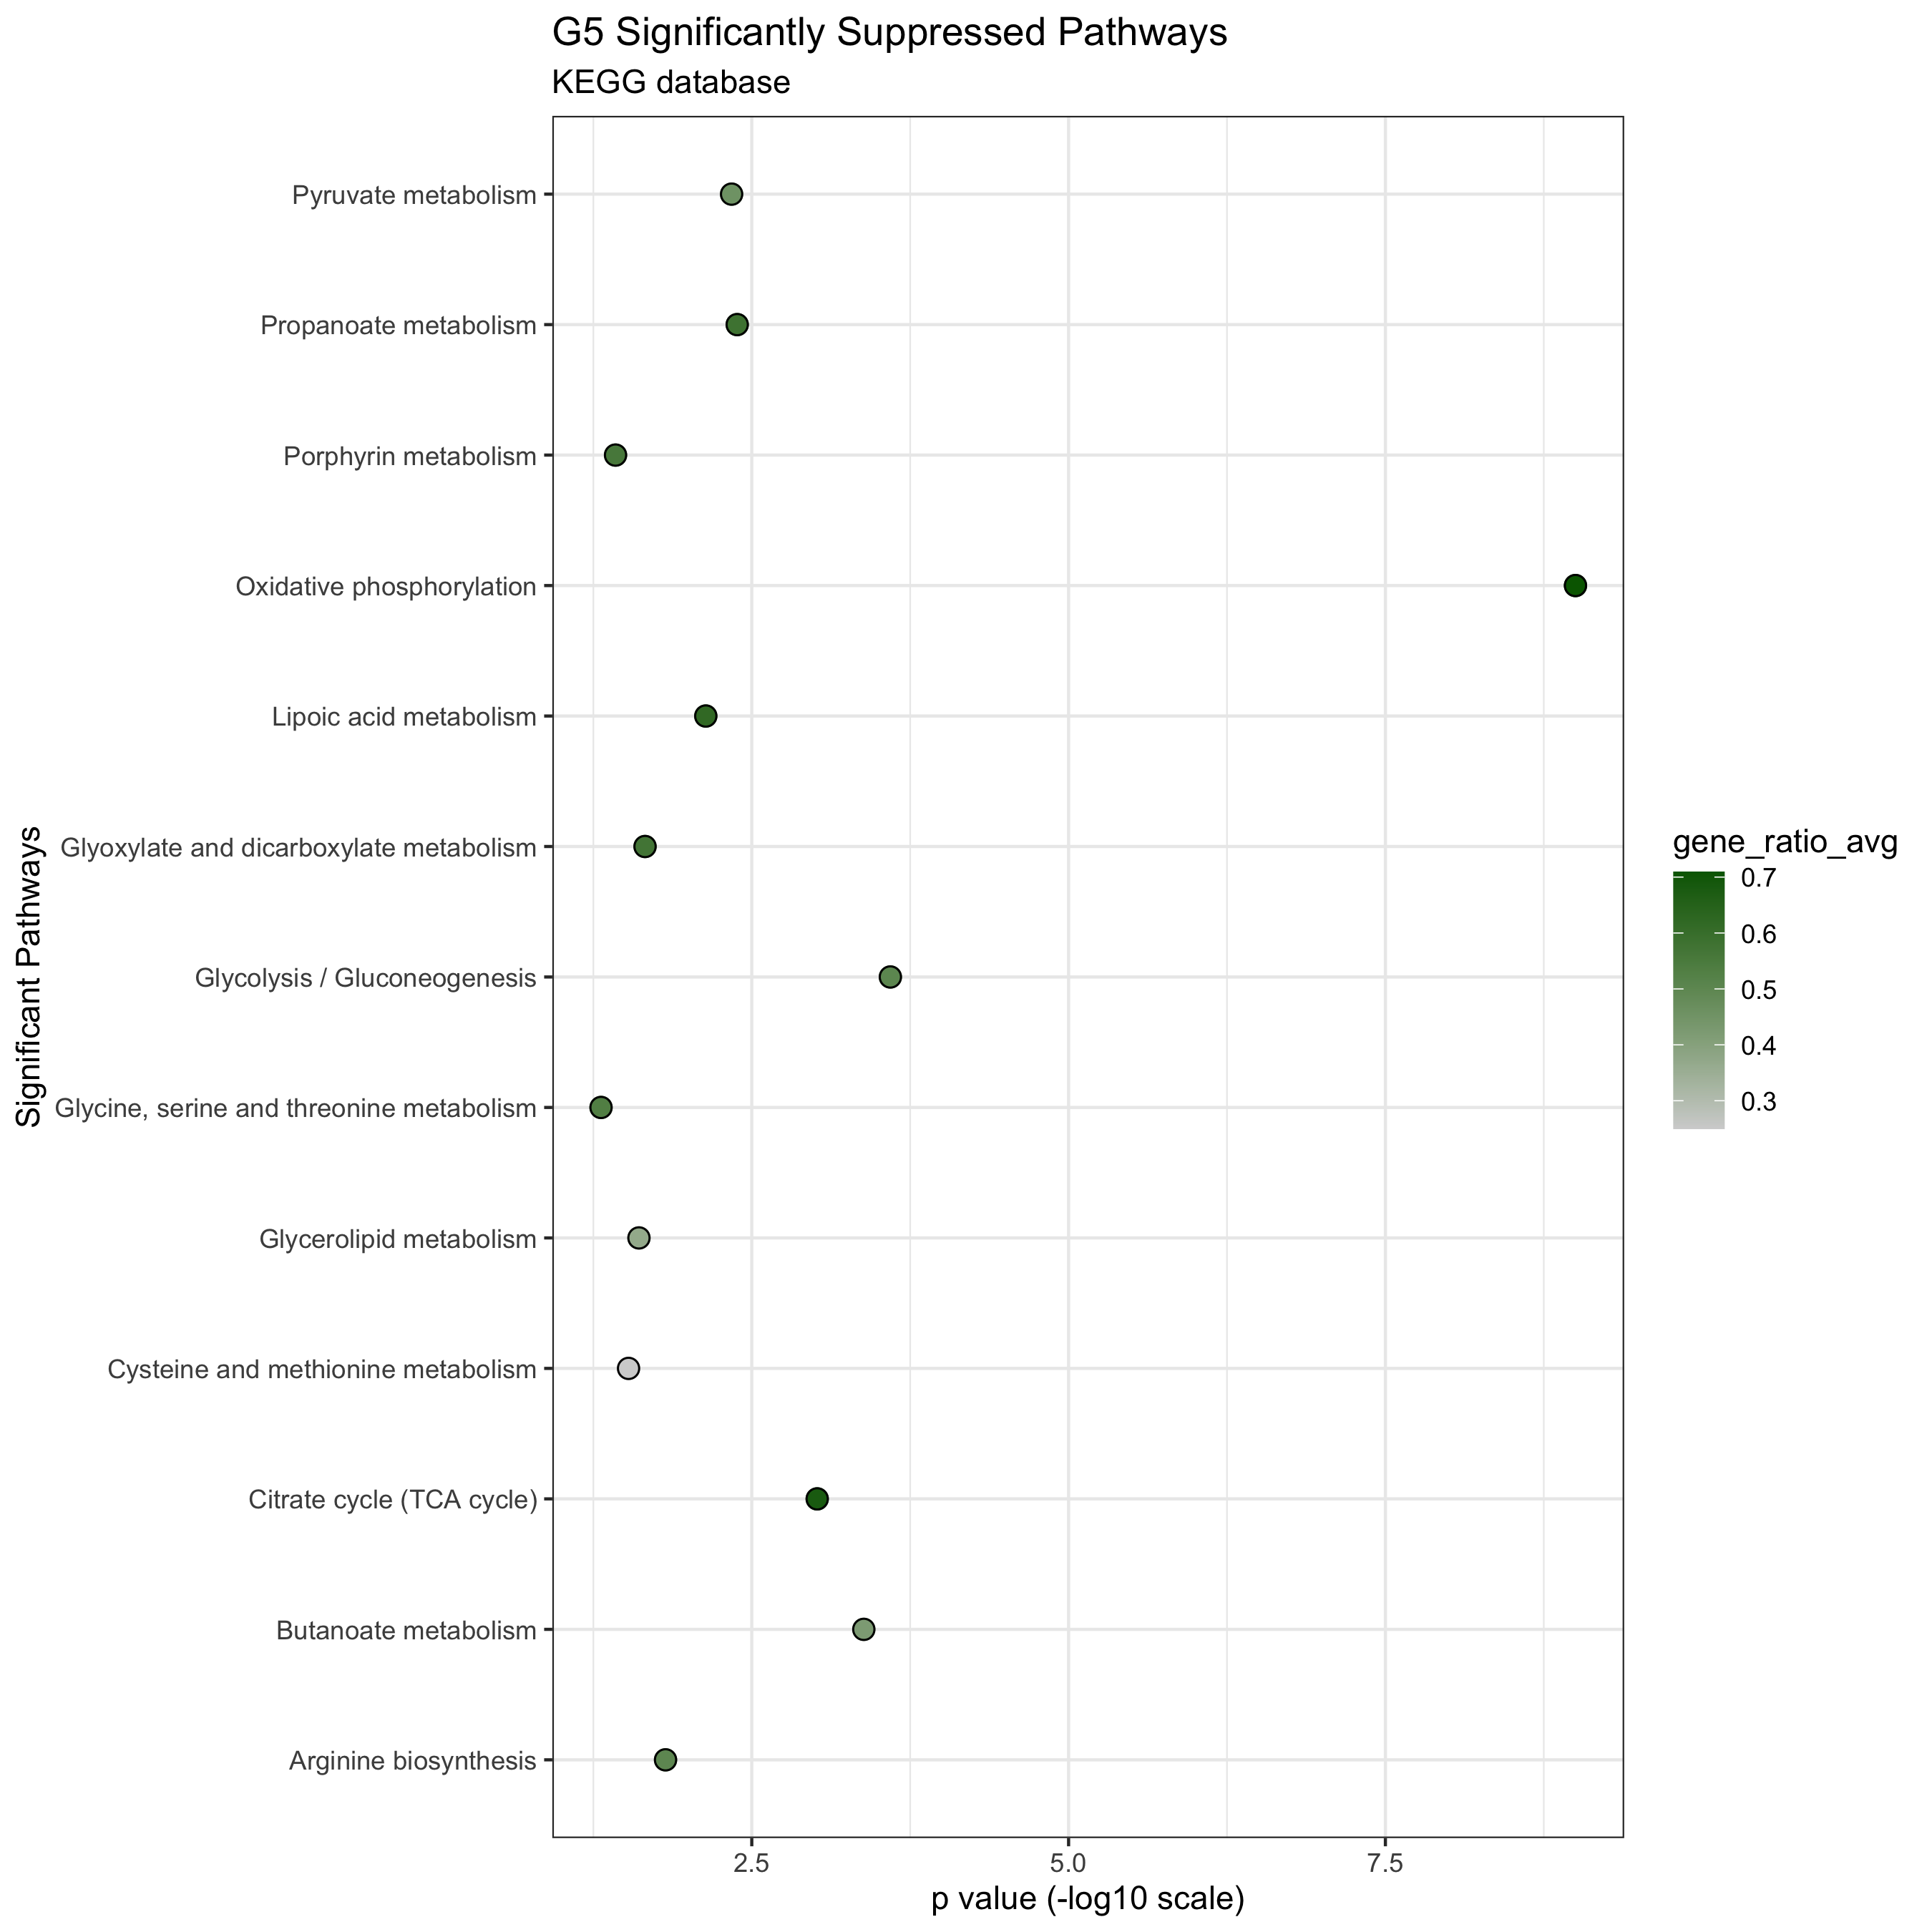 G5 Significantly Suppressed Pathways
KEGG database
Significant Pathways
Pyruvate metabolism
Propanoate metabolism
Porphyrin metabolism
Oxidative phosphorylation
Lipoic acid metabolism
Glyoxylate and dicarboxylate metabolism
Glycolysis / Gluconeogenesis
Glycine, serine and threonine metabolism
Glycerolipid metabolism
Cysteine and methionine metabolism
Citrate cycle (TCA cycle)
Butanoate metabolism
Arginine biosynthesis
2.5 5.0 7.5
p value (-log10 scale)
gene_ratio_avg
0.7
0.6
0.5
0.4
0.3